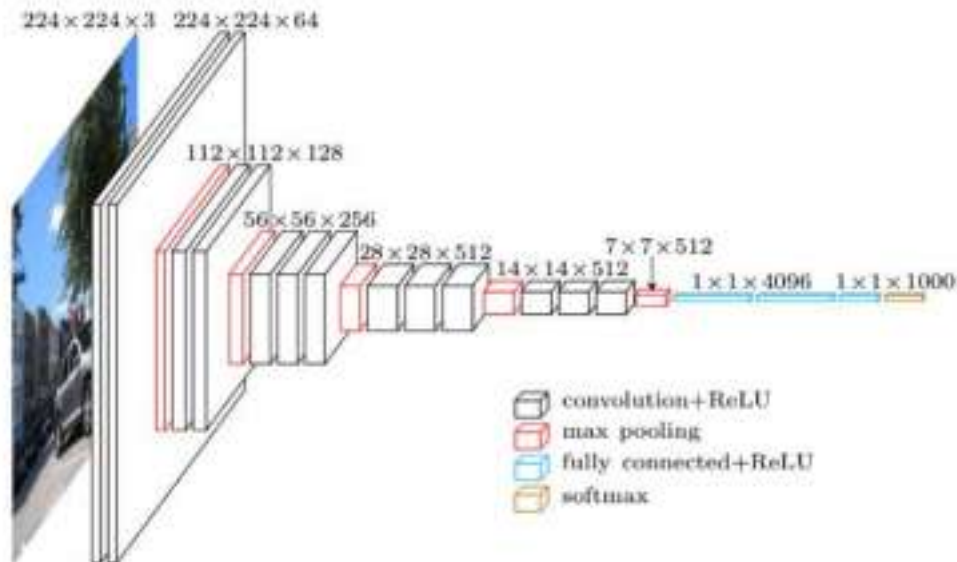 224 × 224 × 3
224 × 224 × 64
112 × 112 × 128
56 × 56 × 256
28 × 28 × 512
14 × 14 × 512
7 × 7 × 512
1 × 1 × 4096
1 × 1 × 1000
convolution+ReLU
max pooling
fully connected+ReLU
softmax